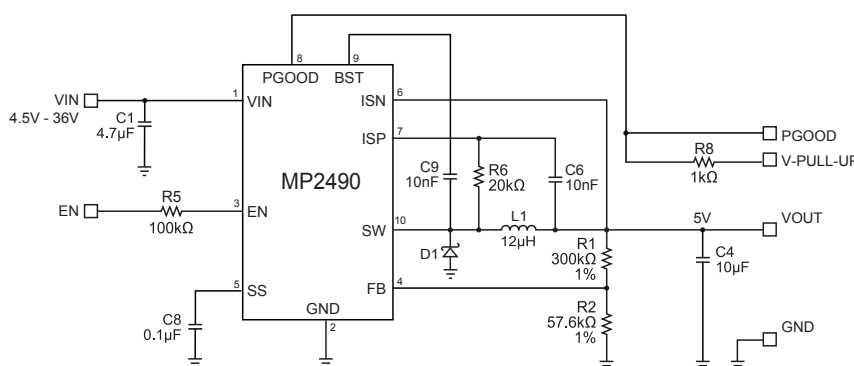 8
9
PGOOD
BST
VIN
4.5V - 36V
1
VIN
C1
4.7µF
ISN
6
ISP
7
MP2490
C9
10nF
R6
20kΩ
C6
10nF
PGOOD
R8
1kΩ
V-PULL-UP
EN
R5
100kΩ
3
EN
SW
10
L1
12µH
D1
5V
VOUT
R1
300kΩ
1%
C4
10µF
5
SS
FB
4
C8
0.1µF
GND
2
R2
57.6kΩ
1%
GND